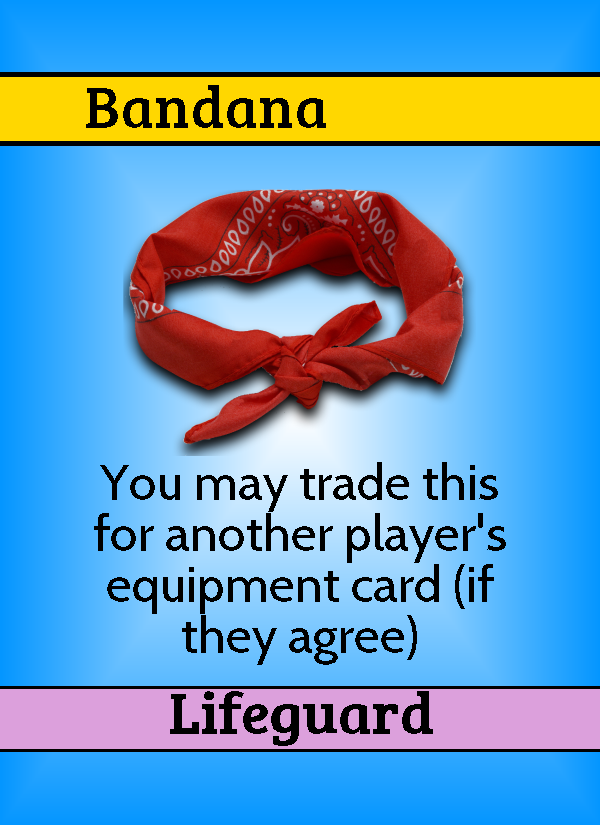 Bandana
You may trade this
for another player's
equipment card (if
they agree)
Lifeguard